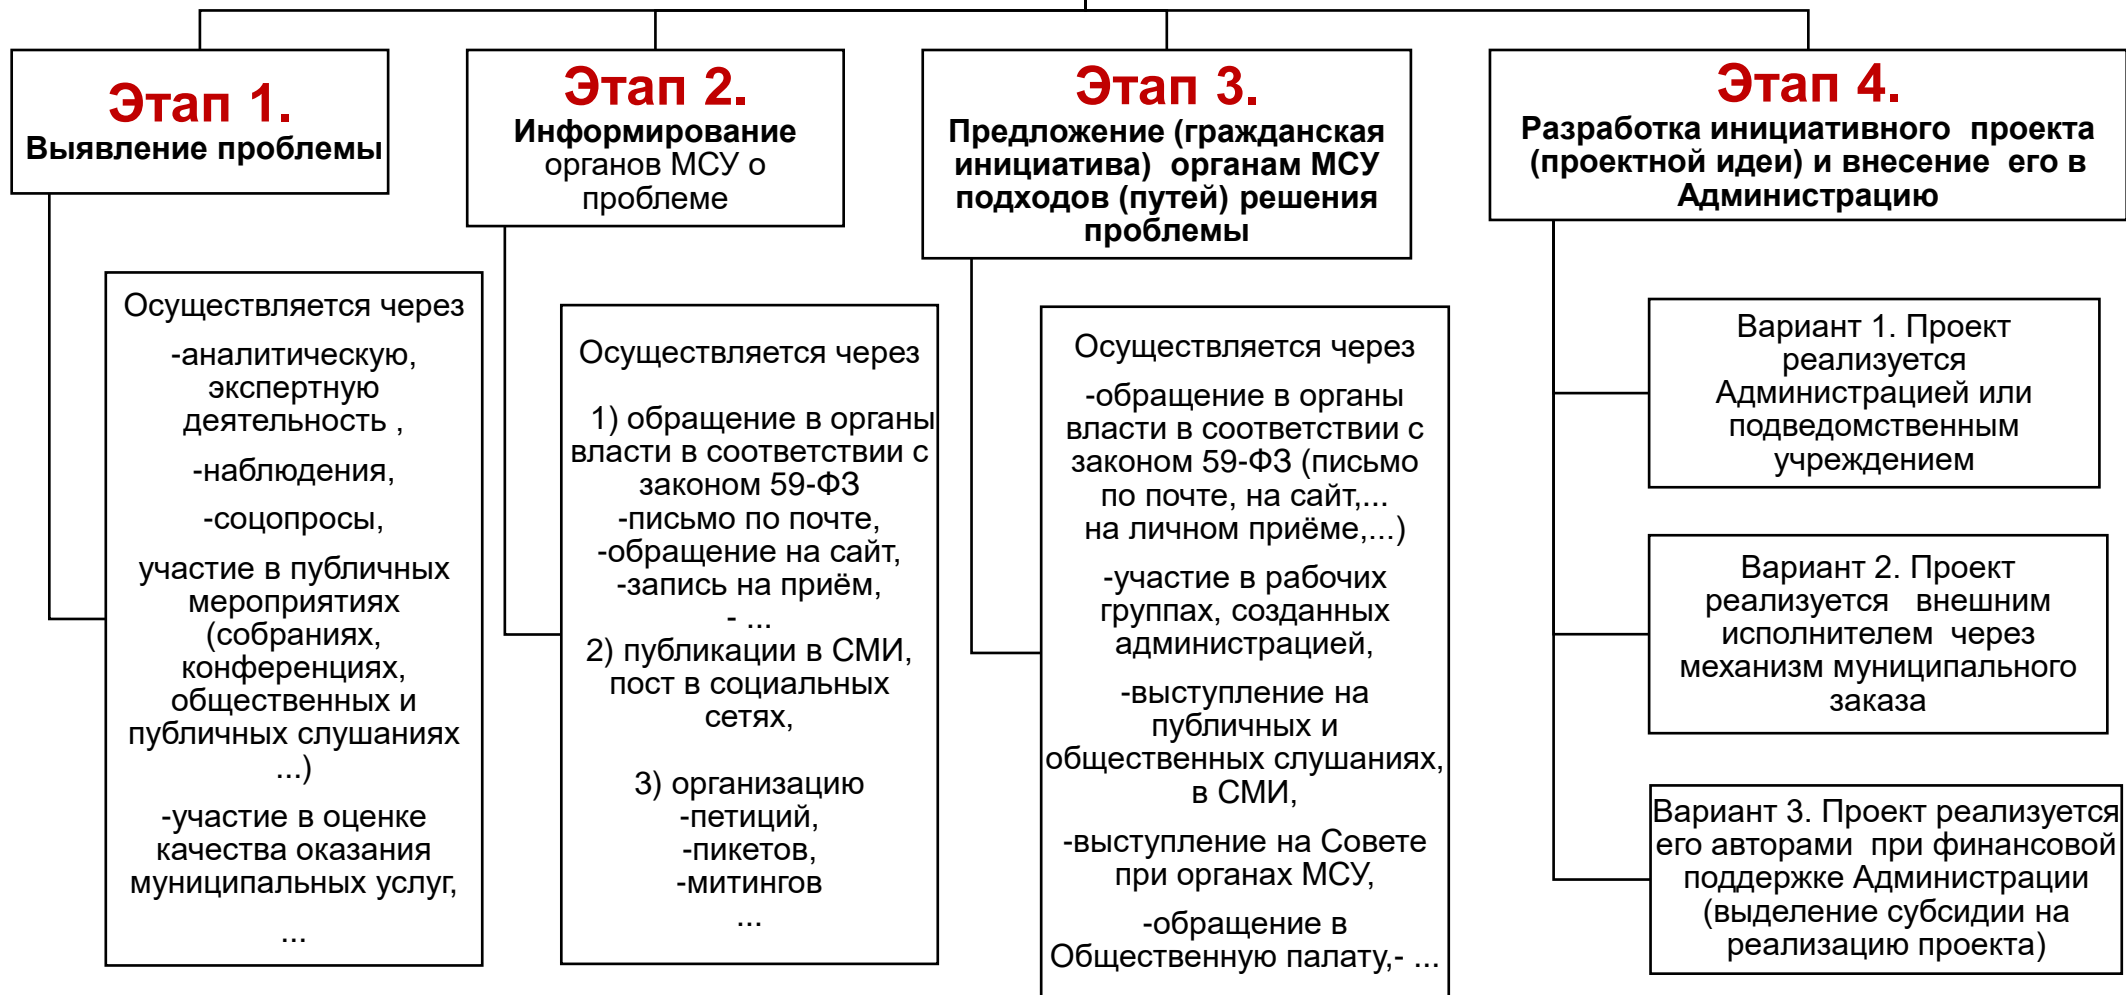 Этап 1.
Выявление проблемы
Осуществляется через
-аналитическую,
экспертную
деятельность ,
-наблюдения,
-соцопросы,
участие в публичных
мероприятиях
(собраниях,
конференциях,
общественных и
публичных слушаниях
...)
-участие в оценке
качества оказания
муниципальных услуг,
...
Этап 2.
Информирование
органов МСУ о
проблеме
Осуществляется через
1) обращение в органы
власти в соответствии с
законом 59-ФЗ
-письмо по почте,
-обращение на сайт,
-запись на приём,
- ...
2) публикации в СМИ,
пост в социальных
сетях,
3) организацию
-петиций,
-пикетов,
-митингов
...
Этап 3.
Предложение (гражданская
инициатива)  органам МСУ
подходов (путей) решения
проблемы
Осуществляется через
-обращение в органы
власти в соответствии с
законом 59-ФЗ (письмо
по почте, на сайт,...
на личном приёме,...)
-участие в рабочих
группах, созданных
администрацией,
-выступление на
публичных и
общественных слушаниях,
в СМИ,
-выступление на Совете
при органах МСУ,
-обращение в
Общественную палату,- ...
Этап 4.
Разработка инициативного  проекта
(проектной идеи) и внесение  его в
Администрацию
Вариант 1. Проект
реализуется
Администрацией или
подведомственным
учреждением
Вариант 2. Проект
реализуется   внешним
исполнителем  через
механизм муниципального
заказа
Вариант 3. Проект реализуется
его авторами  при финансовой
поддержке Администрации
(выделение субсидии на
реализацию проекта)